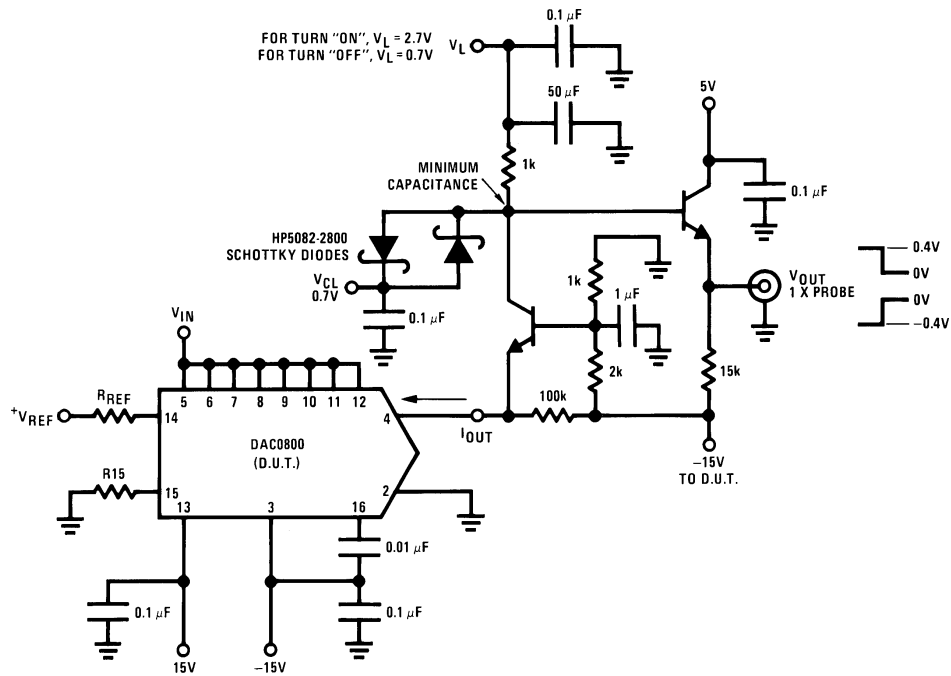 FOR TURN "ON", VL = 2.7V
FOR TURN "OFF", VL = 0.7V
VL
0.1 µF
50 µF
5V
1k
MINIMUM
CAPACITANCE
0.1 µF
HP5082-2800
SCHOTTKY DIODES
VCL
0.7V
0.1 µF
1k
1 µF
2k
VOUT
1 X PROBE
0.4V
0V
0V
−0.4V
15k
VIN
5 6 7 8 9 10 11 12
+VREF
RREF
14
4
IOUT
100k
−15V
TO D.U.T.
DAC0800
(D.U.T.)
R15
15
2
13
3
16
0.01 µF
0.1 µF
0.1 µF
15V
−15V